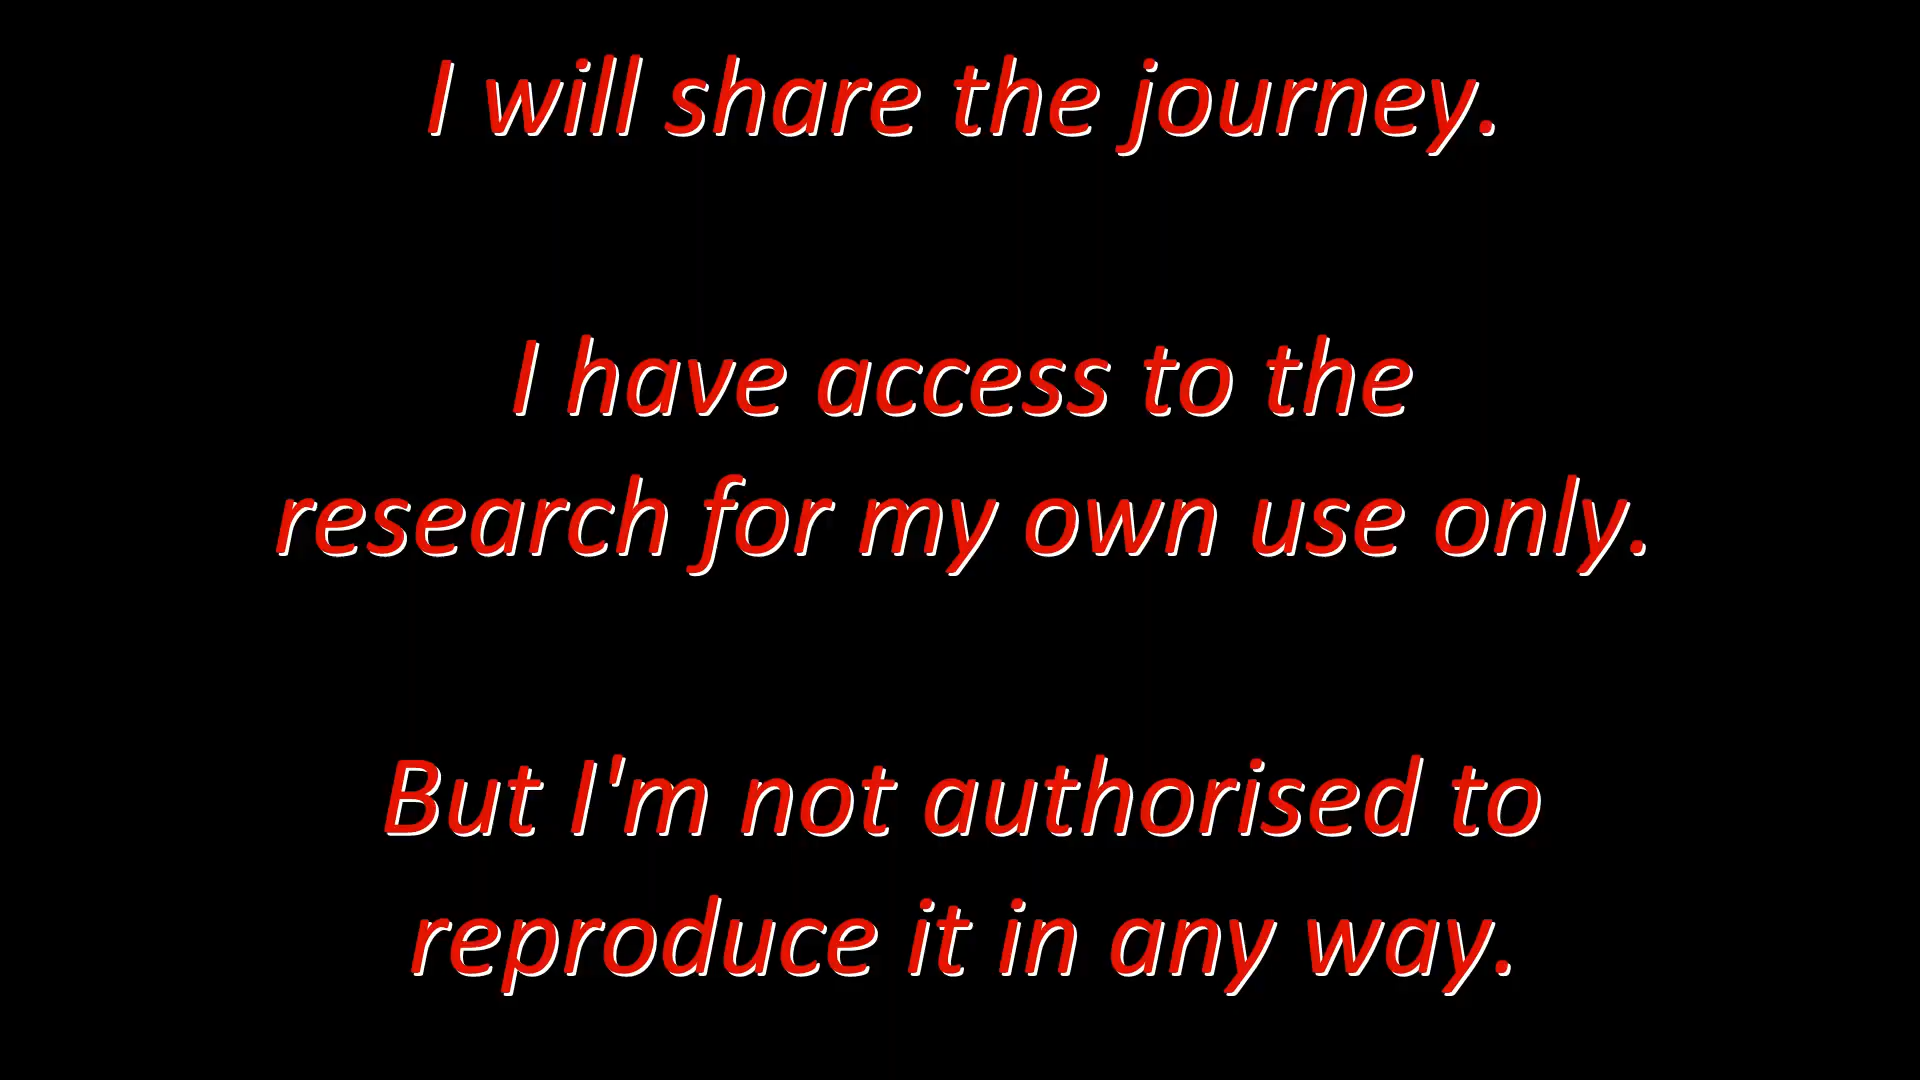 I will share the journey.
I have access to the
research for my own use only.
But I'm not authorised to
reproduce it in any way.